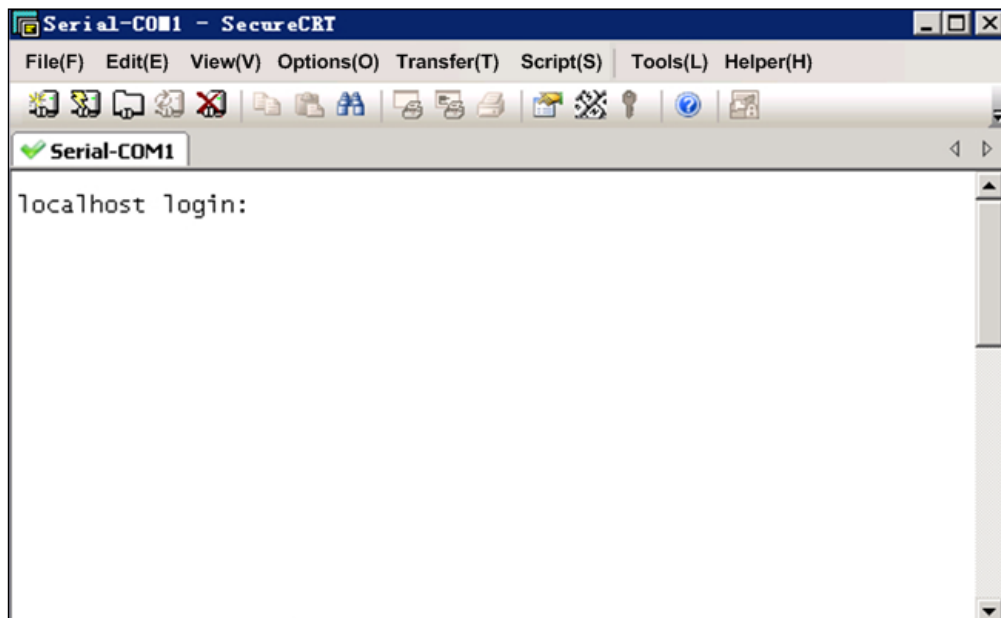 Serial-COM1 - SecureCRT
File(F) Edit(E) View(V) Options(O) Transfer(T) Script(S) Tools(L) Helper(H)
Serial-COM1
localhost login: